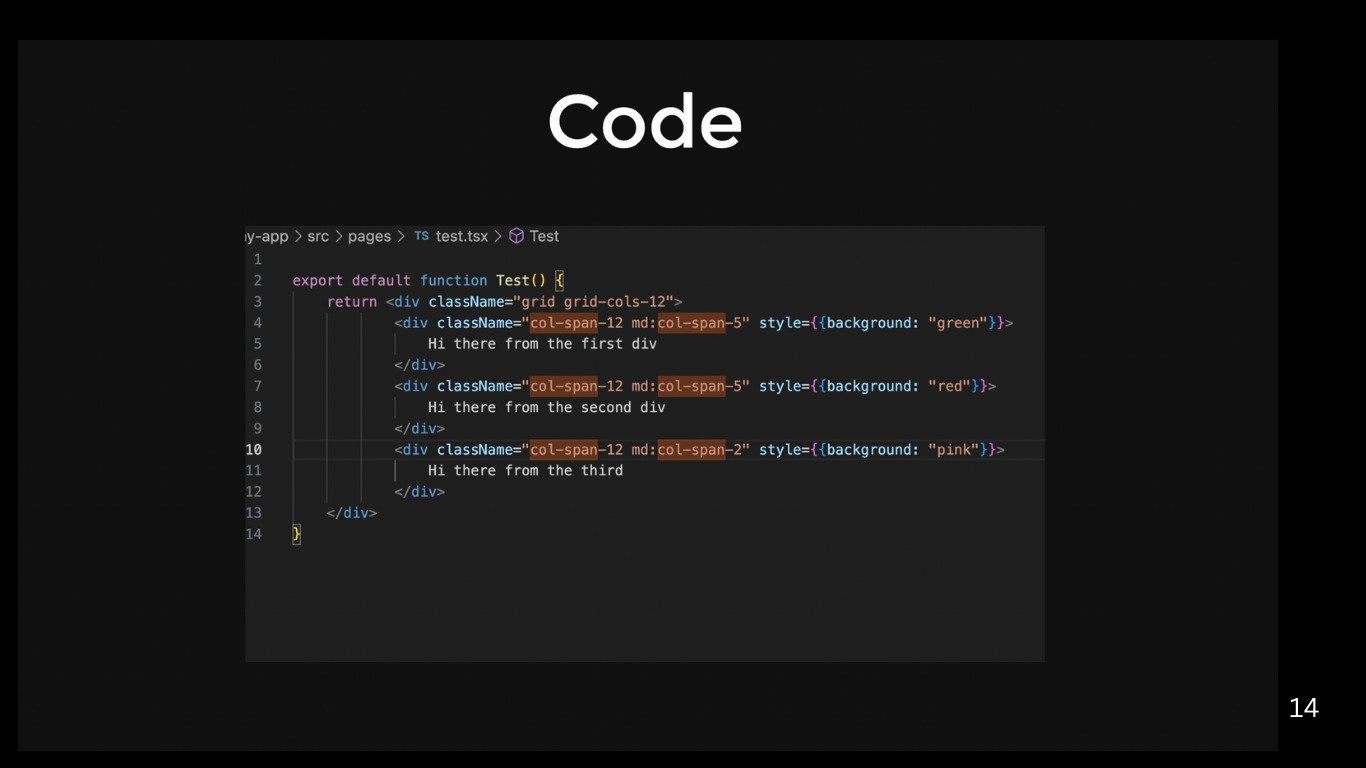 Code
y-app > src > pages > TS test.tsx > Test
1
2 export default function Test() {
3 return <div className="grid grid-cols-12">
4 <div className="col-span-12 md:col-span-5" style={{background: "green"}}>
5 Hi there from the first div
6 </div>
7 <div className="col-span-12 md:col-span-5" style={{background: "red"}}>
8 Hi there from the second div
9 </div>
10 <div className="col-span-12 md:col-span-2" style={{background: "pink"}}>
11 Hi there from the third
12 </div>
13 </div>
14 }
14